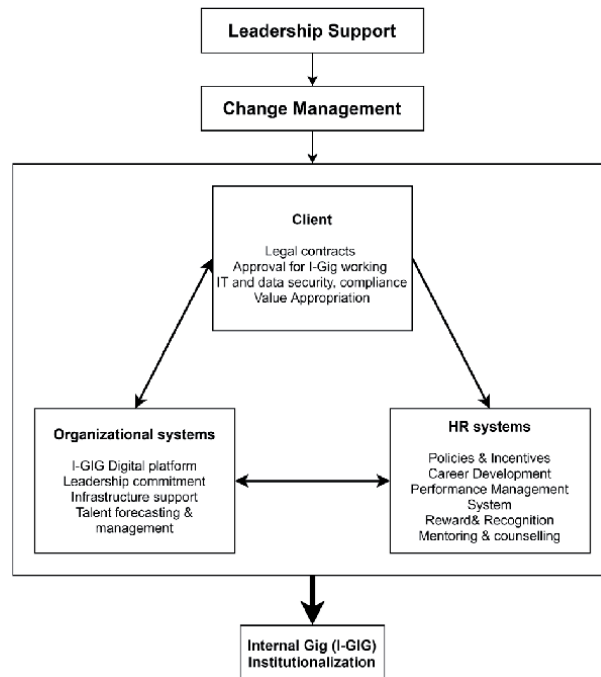 Leadership Support
Change Management
Client
Legal contracts
Approval for I-Gig working
IT and data security, compliance
Value Appropriation
Organizational systems
I-GIG Digital platform
Leadership commitment
Infrastructure support
Talent forecasting &
management
HR systems
Policies & Incentives
Career Development
Performance Management
System
Reward& Recognition
Mentoring & counselling
Internal Gig (I-GIG)
Institutionalization